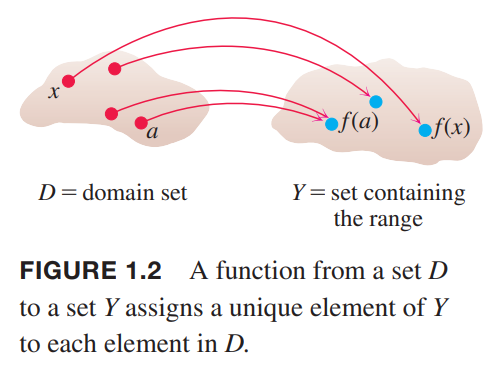 x
a
f(a)
f(x)
D = domain set
Y = set containing
the range
FIGURE 1.2 A function from a set D
to a set Y assigns a unique element of Y
to each element in D.